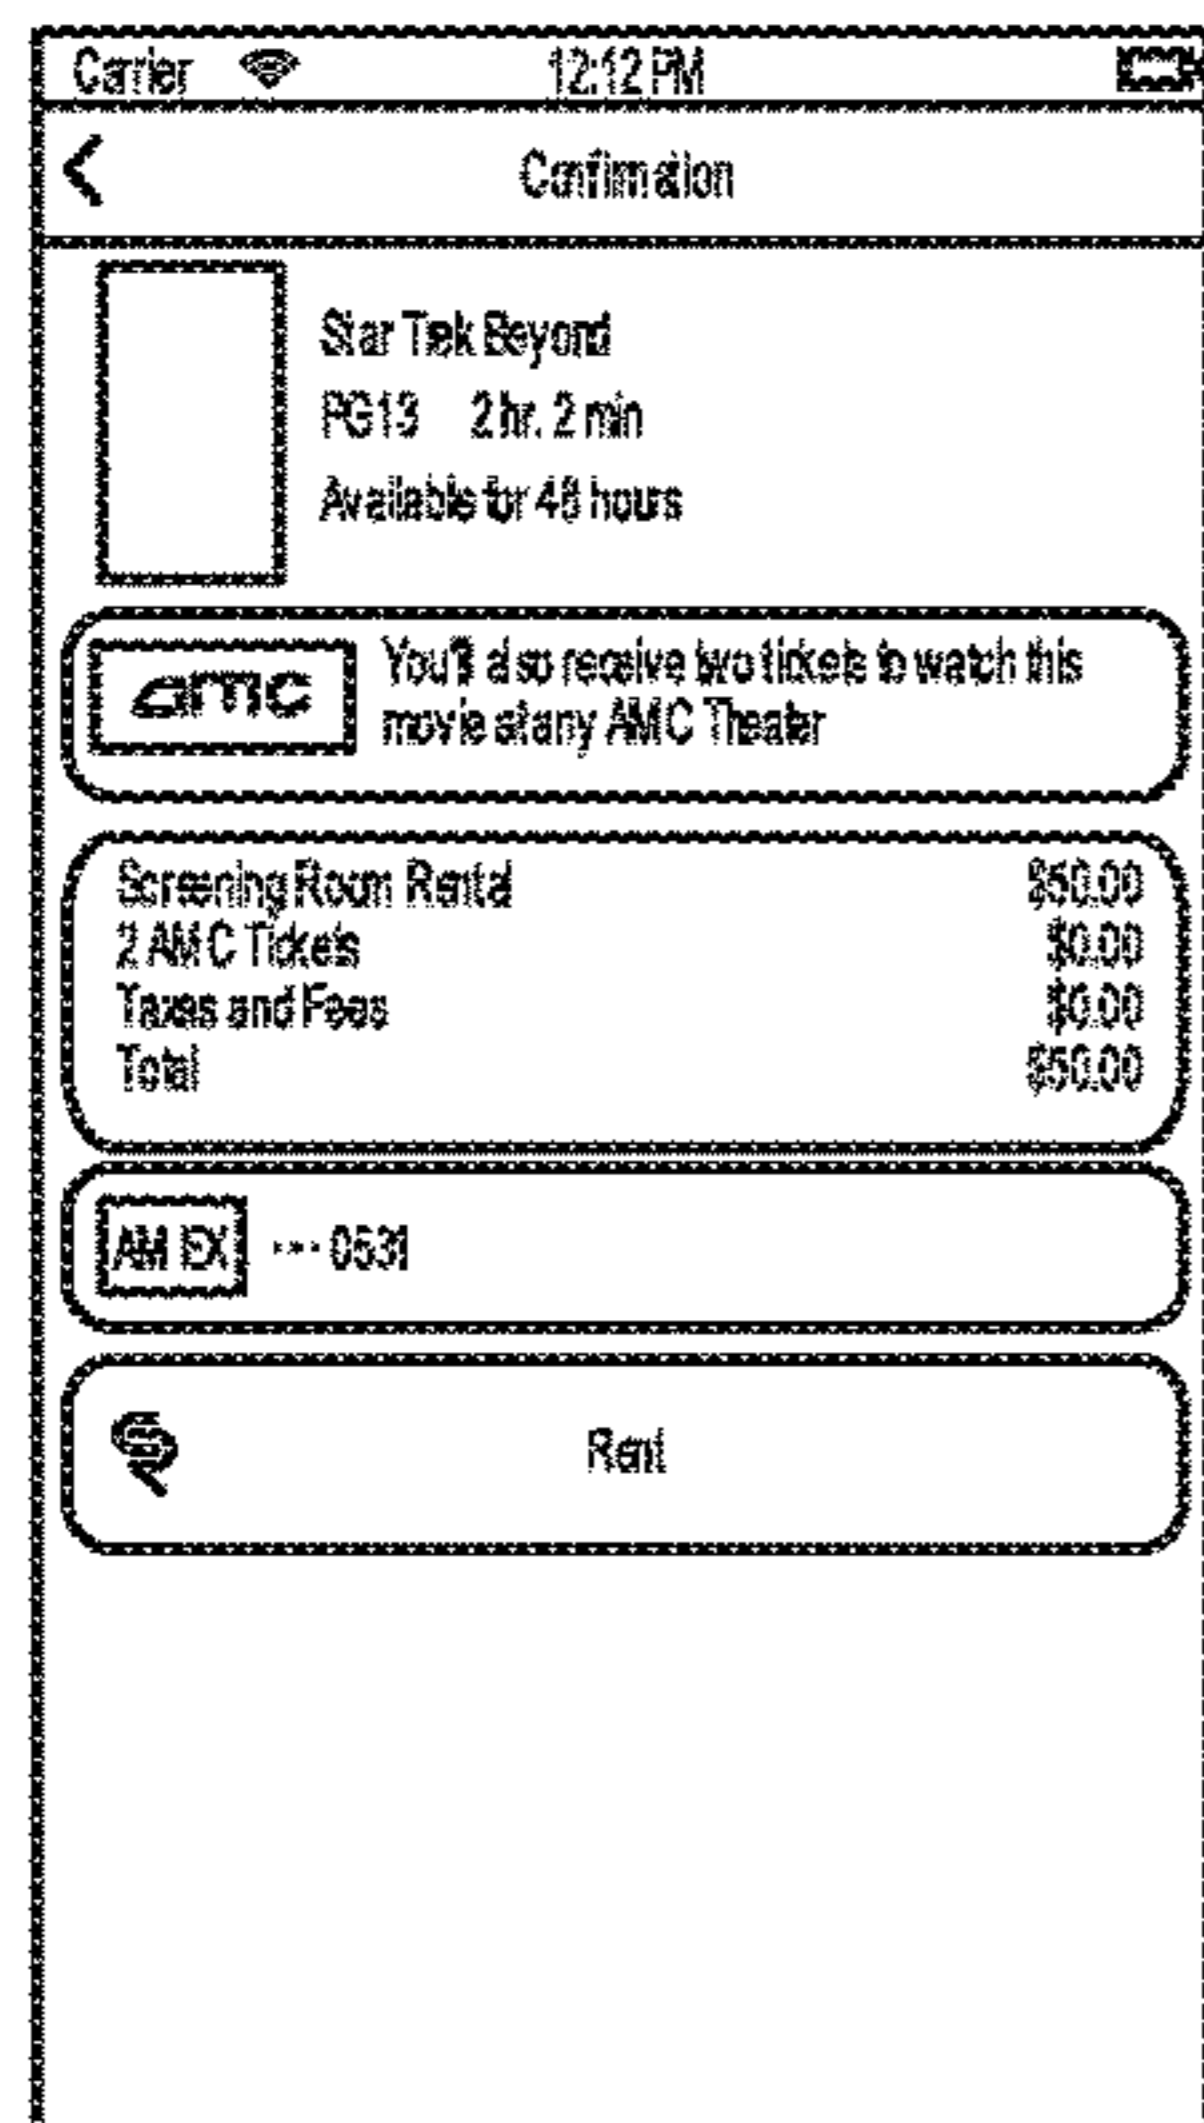 Carrier 12:12 PM
Confirmation
Star Trek Beyond
PG13 2 hr. 2 min
Available for 48 hours
amc
You'll also receive two tickets to watch this
movie at any AMC Theater
Screening Room Rental $50.00
2 AMC Tickets $0.00
Taxes and Fees $0.00
Total $50.00
AMEX ···· 0531
Rent